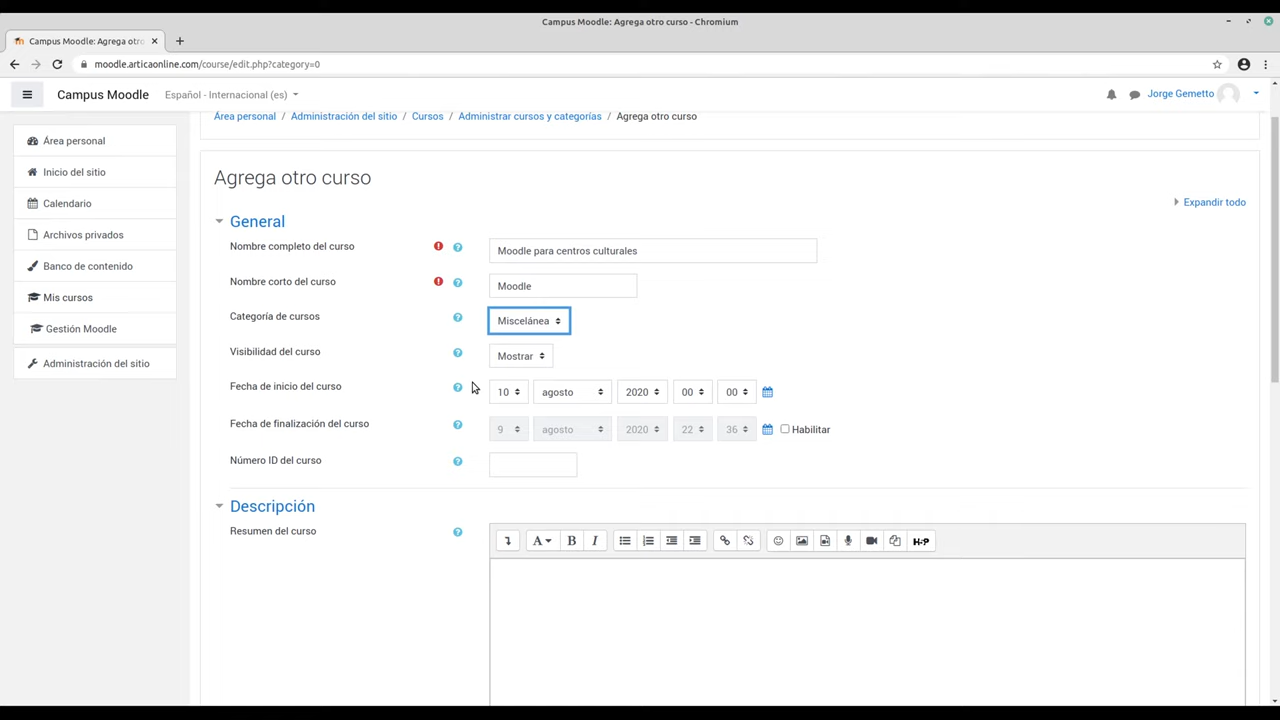 Campus Moodle: Agrega otro curso - Chromium
Campus Moodle: Agrega otro
moodle.articaonline.com/course/edit.php?category=0
Campus Moodle Español - Internacional (es) Jorge Gemetto
Área personal / Administración del sitio / Cursos / Administrar cursos y categorías / Agrega otro curso
Área personal
Inicio del sitio
Calendario
Archivos privados
Banco de contenido
Mis cursos
Gestión Moodle
Administración del sitio
Agrega otro curso
Expandir todo
General
Nombre completo del curso Moodle para centros culturales
Nombre corto del curso Moodle
Categoría de cursos Miscelánea
Visibilidad del curso Mostrar
Fecha de inicio del curso 10 agosto 2020 00 00
Fecha de finalización del curso 9 agosto 2020 22 36 Habilitar
Número ID del curso
Descripción
Resumen del curso
A B I H-P